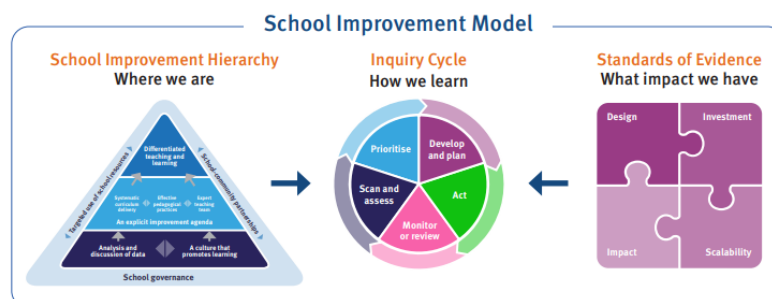 School Improvement Model
School Improvement Hierarchy
Where we are
Targeted use of school resources
School-community partnerships
Differentiated
teaching and
learning
Systematic
curriculum
delivery
Effective
pedagogical
practices
Expert
teaching
team
An explicit improvement agenda
Analysis and
discussion of data
A culture that
promotes learning
School governance
Inquiry Cycle
How we learn
Prioritise
Develop
and plan
Scan and
assess
Act
Monitor
or review
Standards of Evidence
What impact we have
Design
Investment
Impact
Scalability